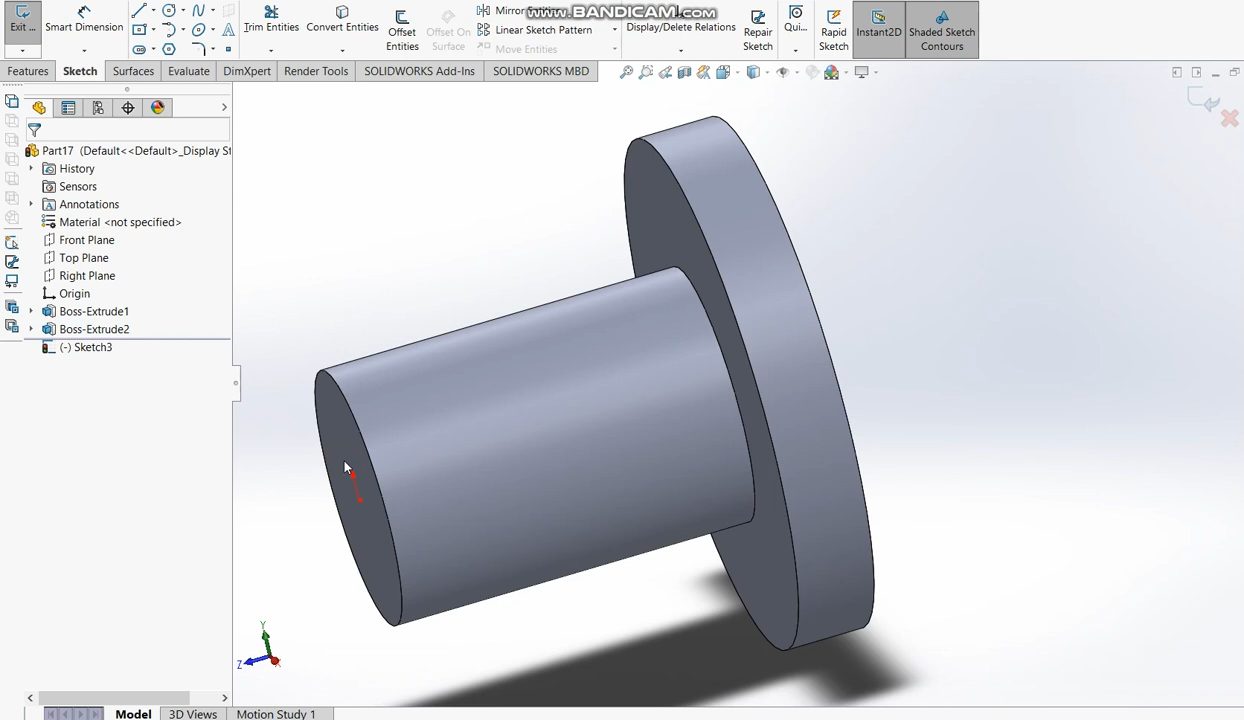 www.BANDICAM.com
Exit ...
Smart Dimension
Trim Entities
Convert Entities
Offset Entities
Offset On Surface
Mirror Entities
Linear Sketch Pattern
Move Entities
Display/Delete Relations
Repair Sketch
Qui...
Rapid Sketch
Instant2D
Shaded Sketch Contours
Features
Sketch
Surfaces
Evaluate
DimXpert
Render Tools
SOLIDWORKS Add-Ins
SOLIDWORKS MBD
Part17 (Default<<Default>_Display St
History
Sensors
Annotations
Material <not specified>
Front Plane
Top Plane
Right Plane
Origin
Boss-Extrude1
Boss-Extrude2
(-) Sketch3
Y
Z
X
Model
3D Views
Motion Study 1